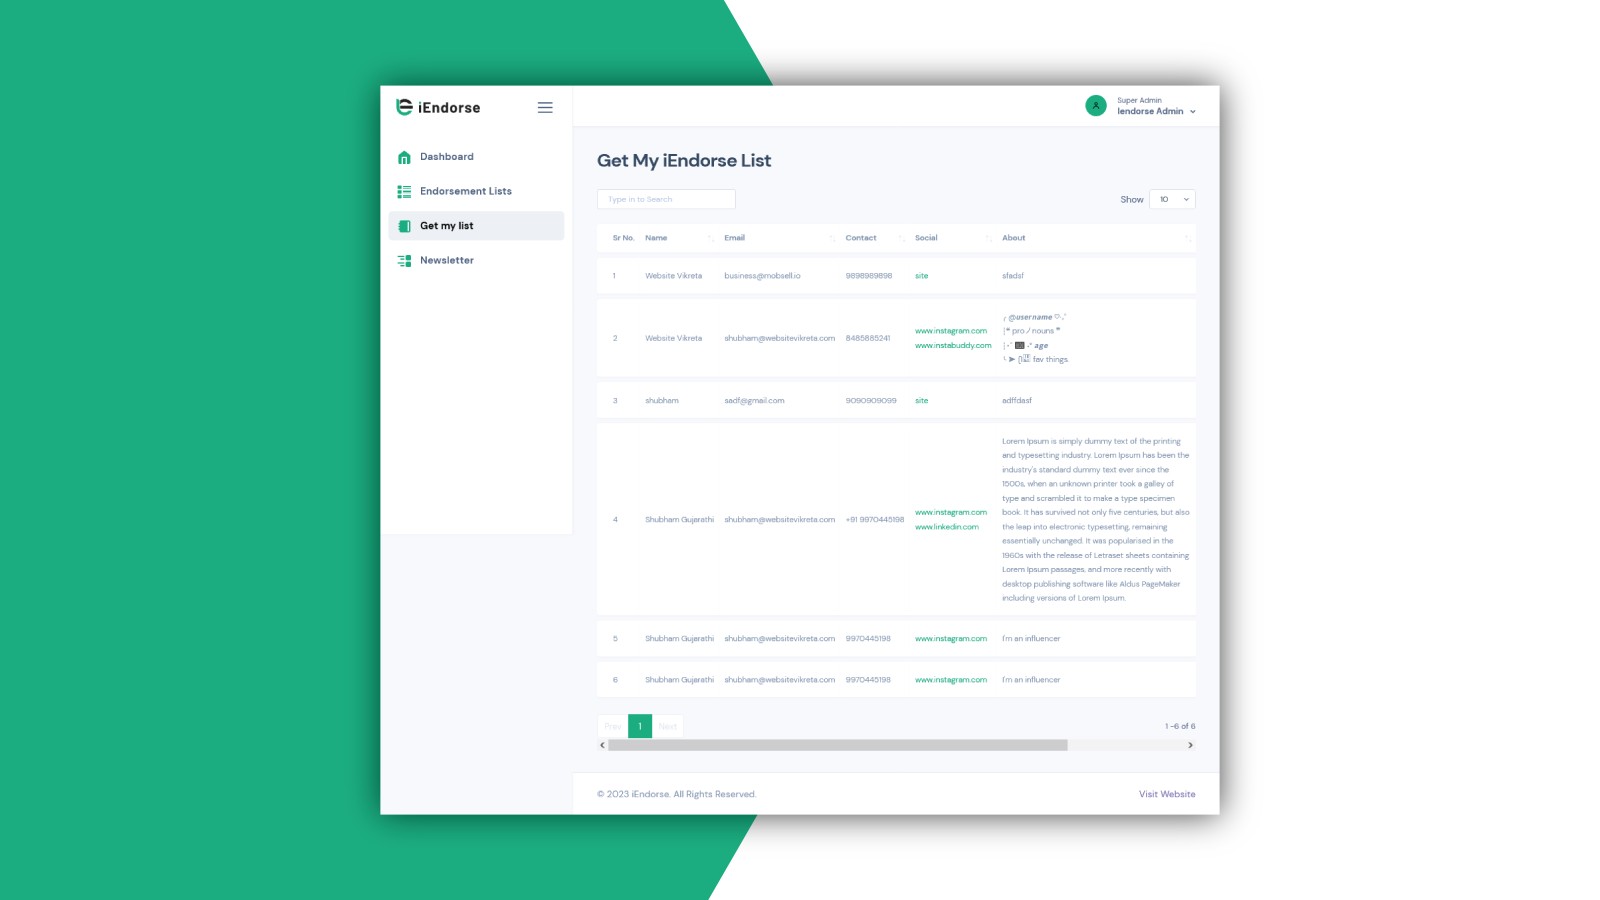 iEndorse
Super Admin
Iendorse Admin
Dashboard
Endorsement Lists
Get my list
Newsletter
Get My iEndorse List
Type in to Search
Show 10
Sr No. Name Email Contact Social About
1 Website Vikreta business@mobsell.io 9898989898 site sfadsf
2 Website Vikreta shubham@websitevikreta.com 8485885241
www.instagram.com
www.instabuddy.com
@username
pro ノ nouns
age
fav things
3 shubham sadf@gmail.com 9090909099 site adffdasf
4 Shubham Gujarathi shubham@websitevikreta.com +91 9970445198
www.instagram.com
www.linkedin.com
Lorem Ipsum is simply dummy text of the printing
and typesetting industry. Lorem Ipsum has been the
industry's standard dummy text ever since the
1500s, when an unknown printer took a galley of
type and scrambled it to make a type specimen
book. It has survived not only five centuries, but also
the leap into electronic typesetting, remaining
essentially unchanged. It was popularised in the
1960s with the release of Letraset sheets containing
Lorem Ipsum passages, and more recently with
desktop publishing software like Aldus PageMaker
including versions of Lorem Ipsum.
5 Shubham Gujarathi shubham@websitevikreta.com 9970445198 www.instagram.com I'm an influencer
6 Shubham Gujarathi shubham@websitevikreta.com 9970445198 www.instagram.com I'm an influencer
Prev 1 Next
1 -6 of 6
© 2023 iEndorse. All Rights Reserved.
Visit Website